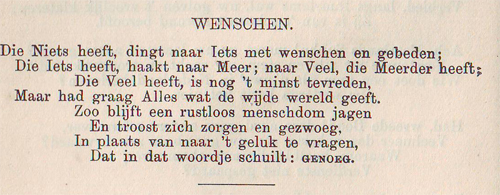 WENSCHEN.
Die Niets heeft, dingt naar Iets met wenschen en gebeden;
Die Iets heeft, haakt naar Meer; naar Veel, die Meerder heeft;
Die Veel heeft, is nog 't minst tevreden,
Maar had graag Alles wat de wijde wereld geeft.
Zoo blijft een rustloos menschdom jagen
En troost zich zorgen en gezwoeg,
In plaats van naar 't geluk te vragen,
Dat in dat woordje schuilt: GENOEG.